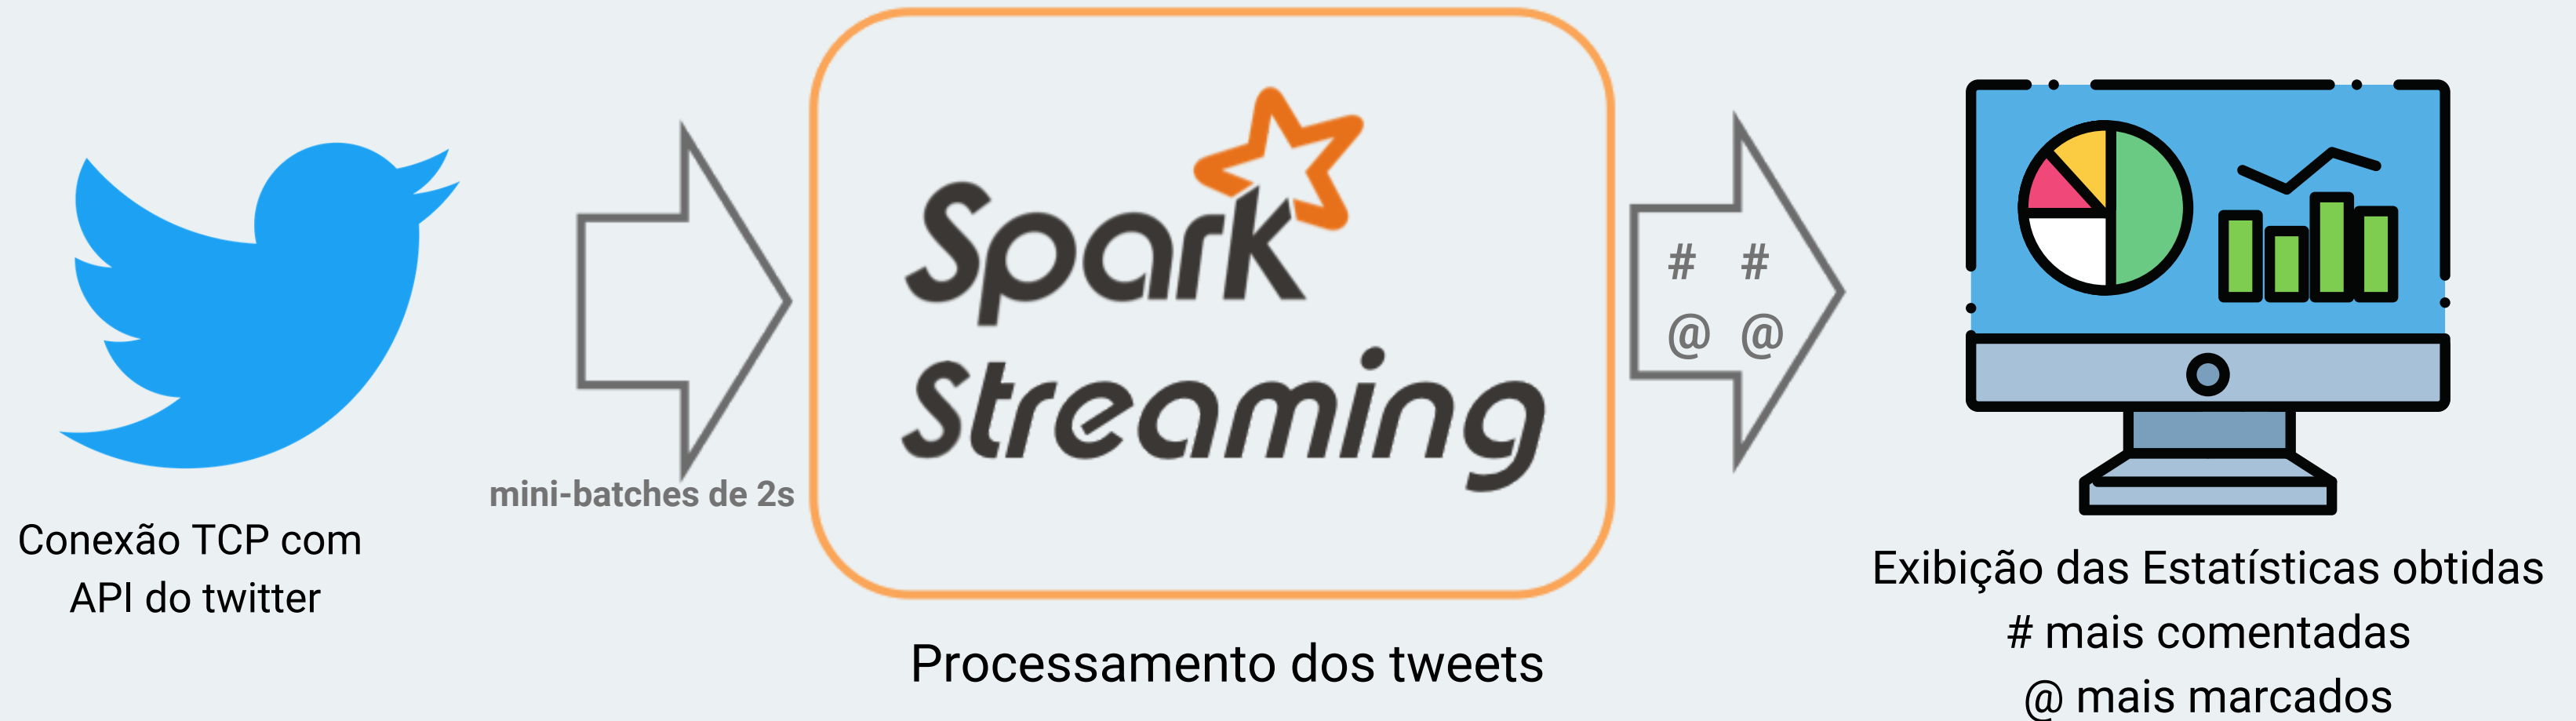 Conexão TCP com
API do twitter
mini-batches de 2s
Spark
Streaming
Processamento dos tweets
# #
@ @
Exibição das Estatísticas obtidas
# mais comentadas
@ mais marcados